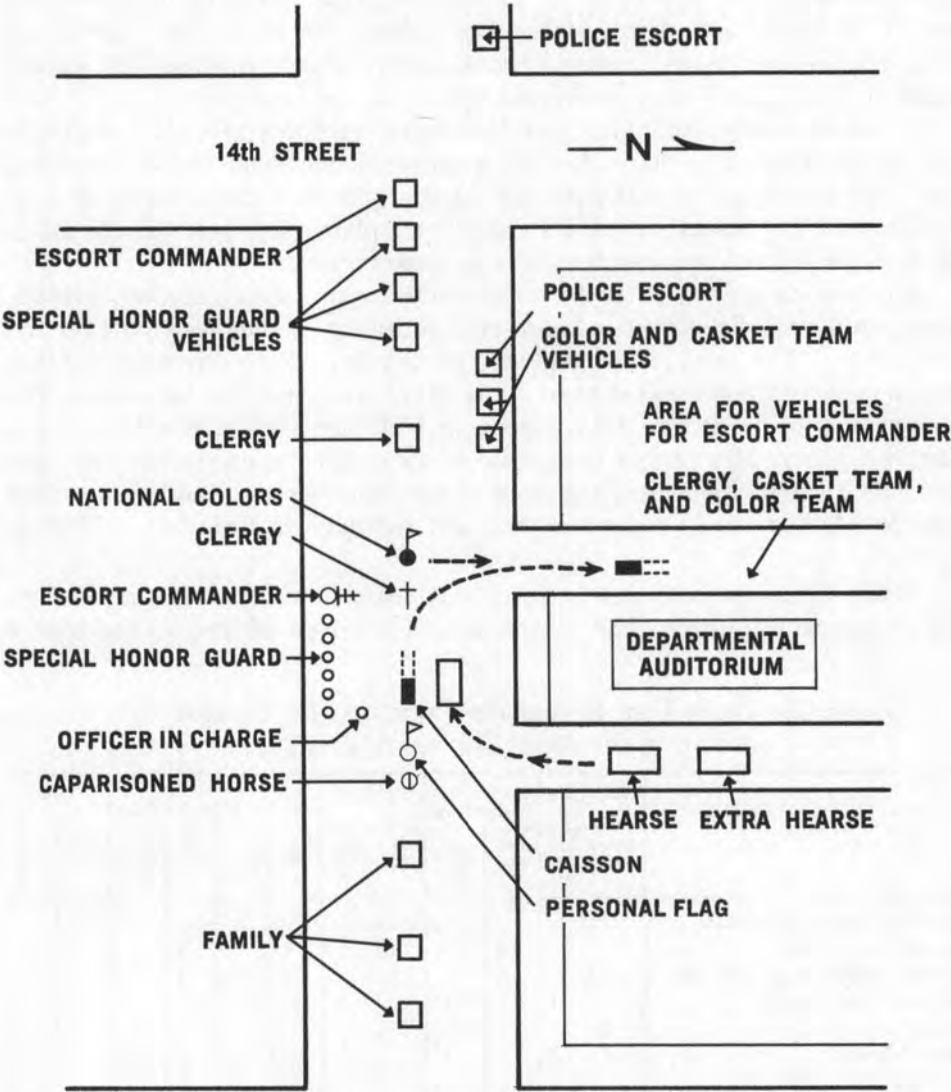 POLICE ESCORT
14th STREET
N
ESCORT COMMANDER
POLICE ESCORT
SPECIAL HONOR GUARD
VEHICLES
COLOR AND CASKET TEAM
VEHICLES
AREA FOR VEHICLES
FOR ESCORT COMMANDER
CLERGY, CASKET TEAM,
AND COLOR TEAM
CLERGY
NATIONAL COLORS
CLERGY
ESCORT COMMANDER
SPECIAL HONOR GUARD
DEPARTMENTAL
AUDITORIUM
OFFICER IN CHARGE
CAPARISONED HORSE
HEARSE
EXTRA HEARSE
CAISSON
PERSONAL FLAG
FAMILY